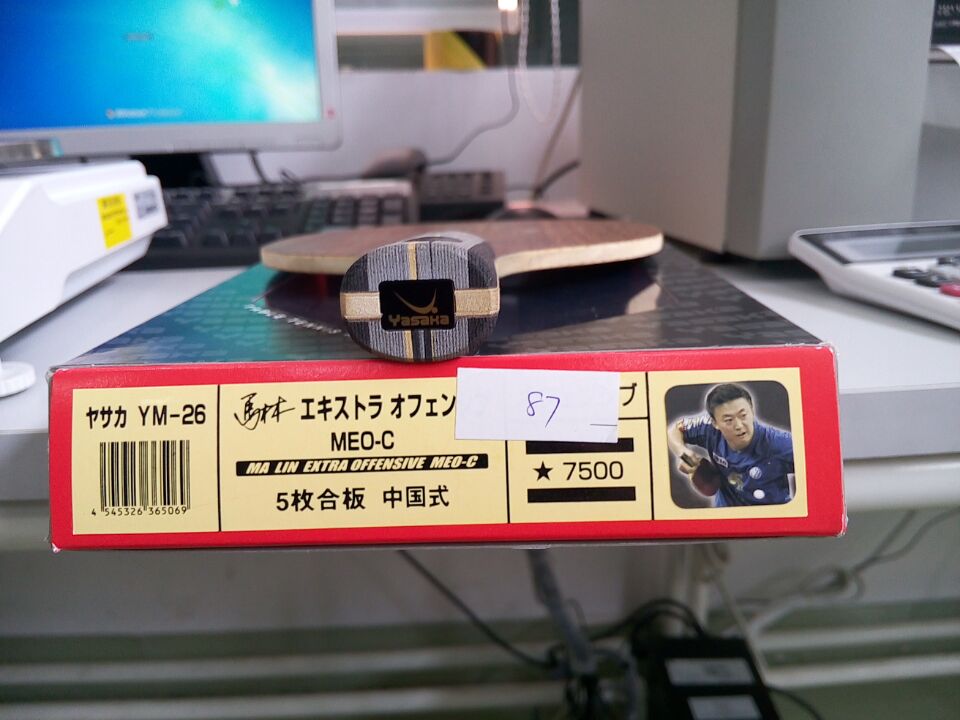 Yasaka
ヤサカ YM-26
4 545326 365069
馬林 エキストラ オフェン
MEO-C
MA LIN EXTRA OFFENSIVE MEO-C
5枚合板 中国式
87
ブ
★ 7500